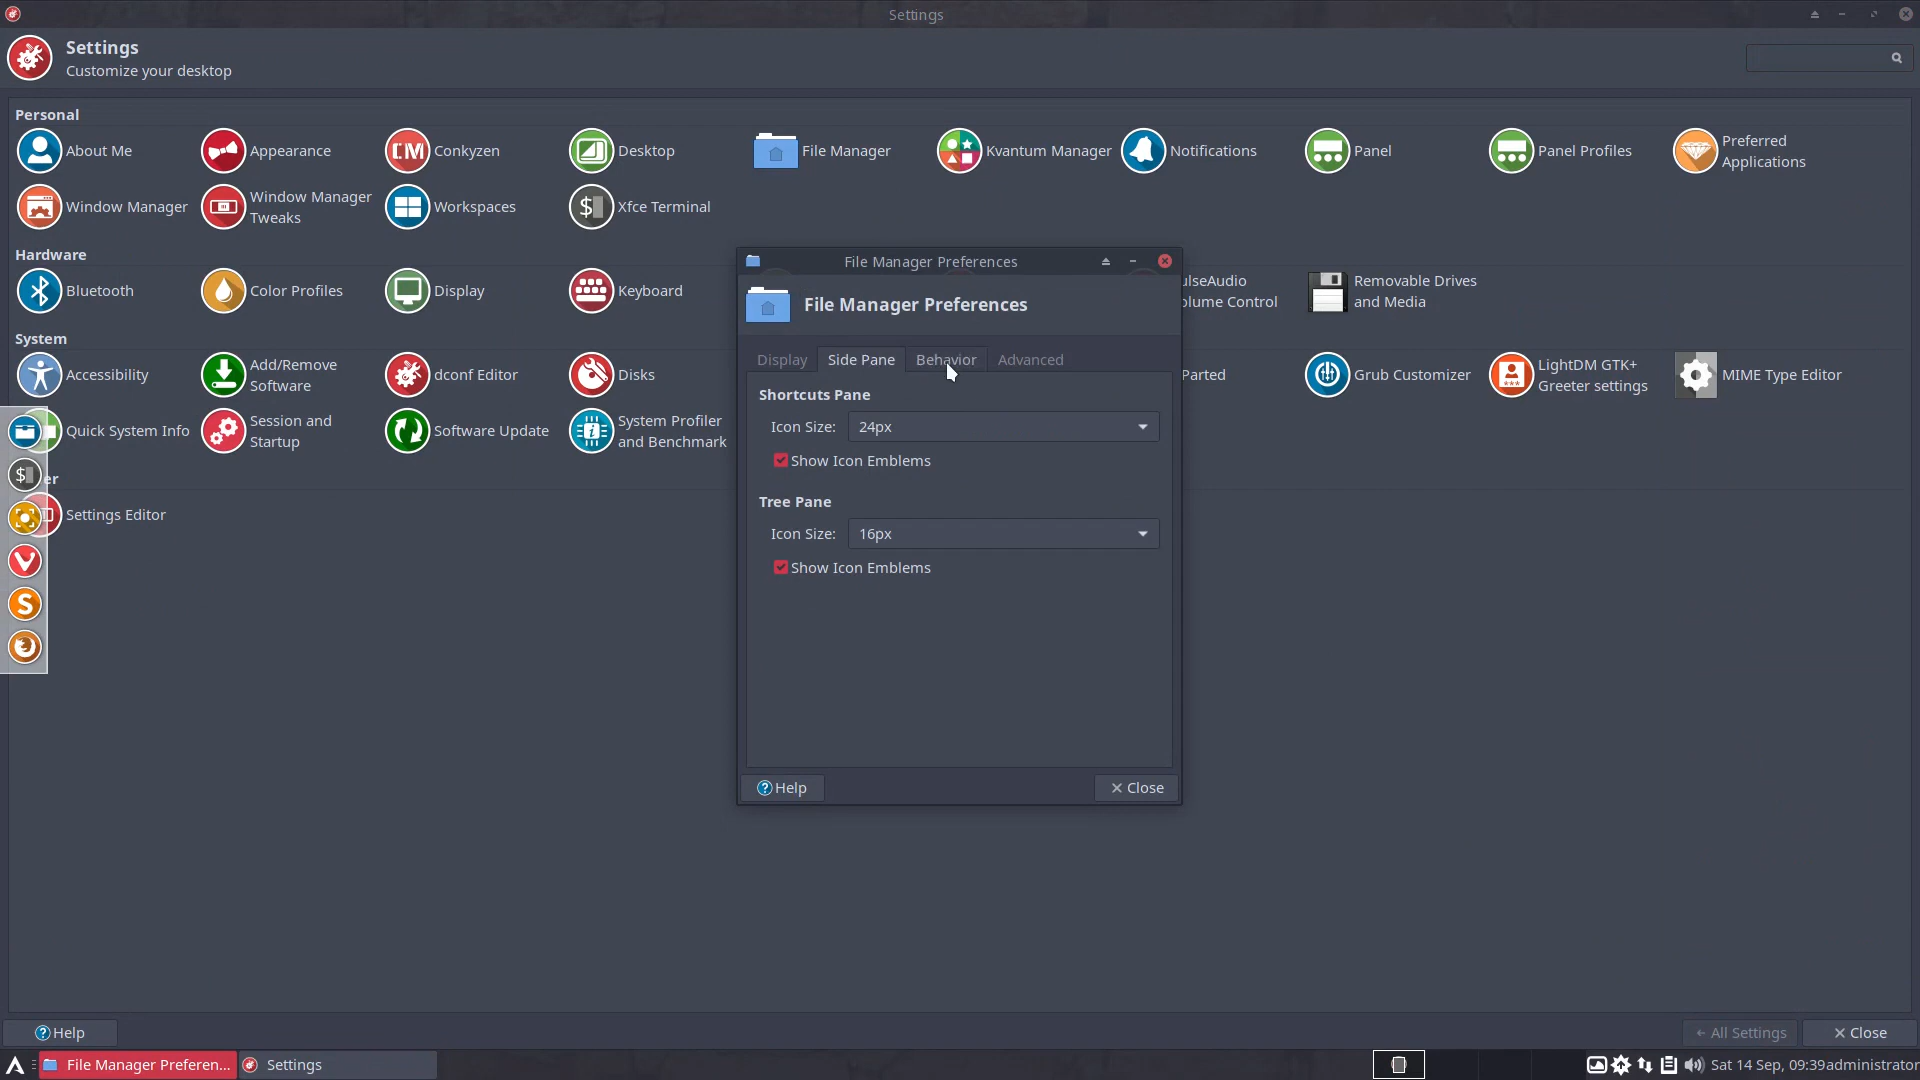 Settings
Settings
Customize your desktop
Personal
About Me
Appearance
Conkyzen
Desktop
File Manager
Kvantum Manager
Notifications
Panel
Panel Profiles
Preferred
Applications
Window Manager
Window Manager
Tweaks
Workspaces
Xfce Terminal
Hardware
Bluetooth
Color Profiles
Display
Keyboard
ulseAudio
olume Control
Removable Drives
and Media
System
Accessibility
Add/Remove
Software
dconf Editor
Disks
Parted
Grub Customizer
LightDM GTK+
Greeter settings
MIME Type Editor
Quick System Info
Session and
Startup
Software Update
System Profiler
and Benchmark
er
Settings Editor
File Manager Preferences
File Manager Preferences
Display
Side Pane
Behavior
Advanced
Shortcuts Pane
Icon Size: 24px
Show Icon Emblems
Tree Pane
Icon Size: 16px
Show Icon Emblems
Help
Close
Help
All Settings
Close
File Manager Preferen...
Settings
Sat 14 Sep, 09:39
administrator